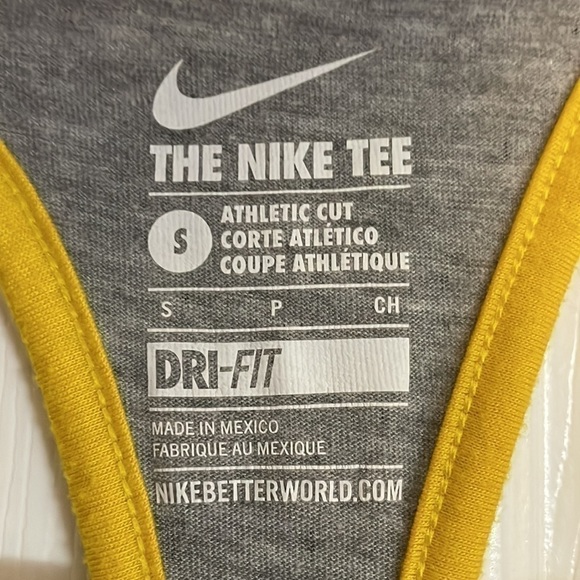 THE NIKE TEE
S
ATHLETIC CUT
CORTE ATLÉTICO
COUPE ATHLÉTIQUE
S P CH
DRI-FIT
MADE IN MEXICO
FABRIQUE AU MEXIQUE
NIKEBETTERWORLD.COM